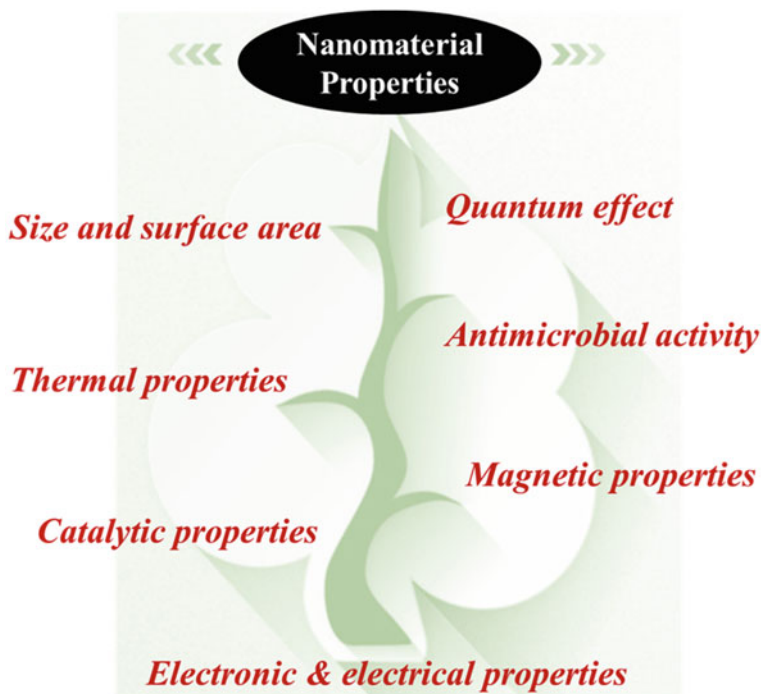 Nanomaterial
Properties
Size and surface area
Quantum effect
Thermal properties
Antimicrobial activity
Catalytic properties
Magnetic properties
Electronic & electrical properties